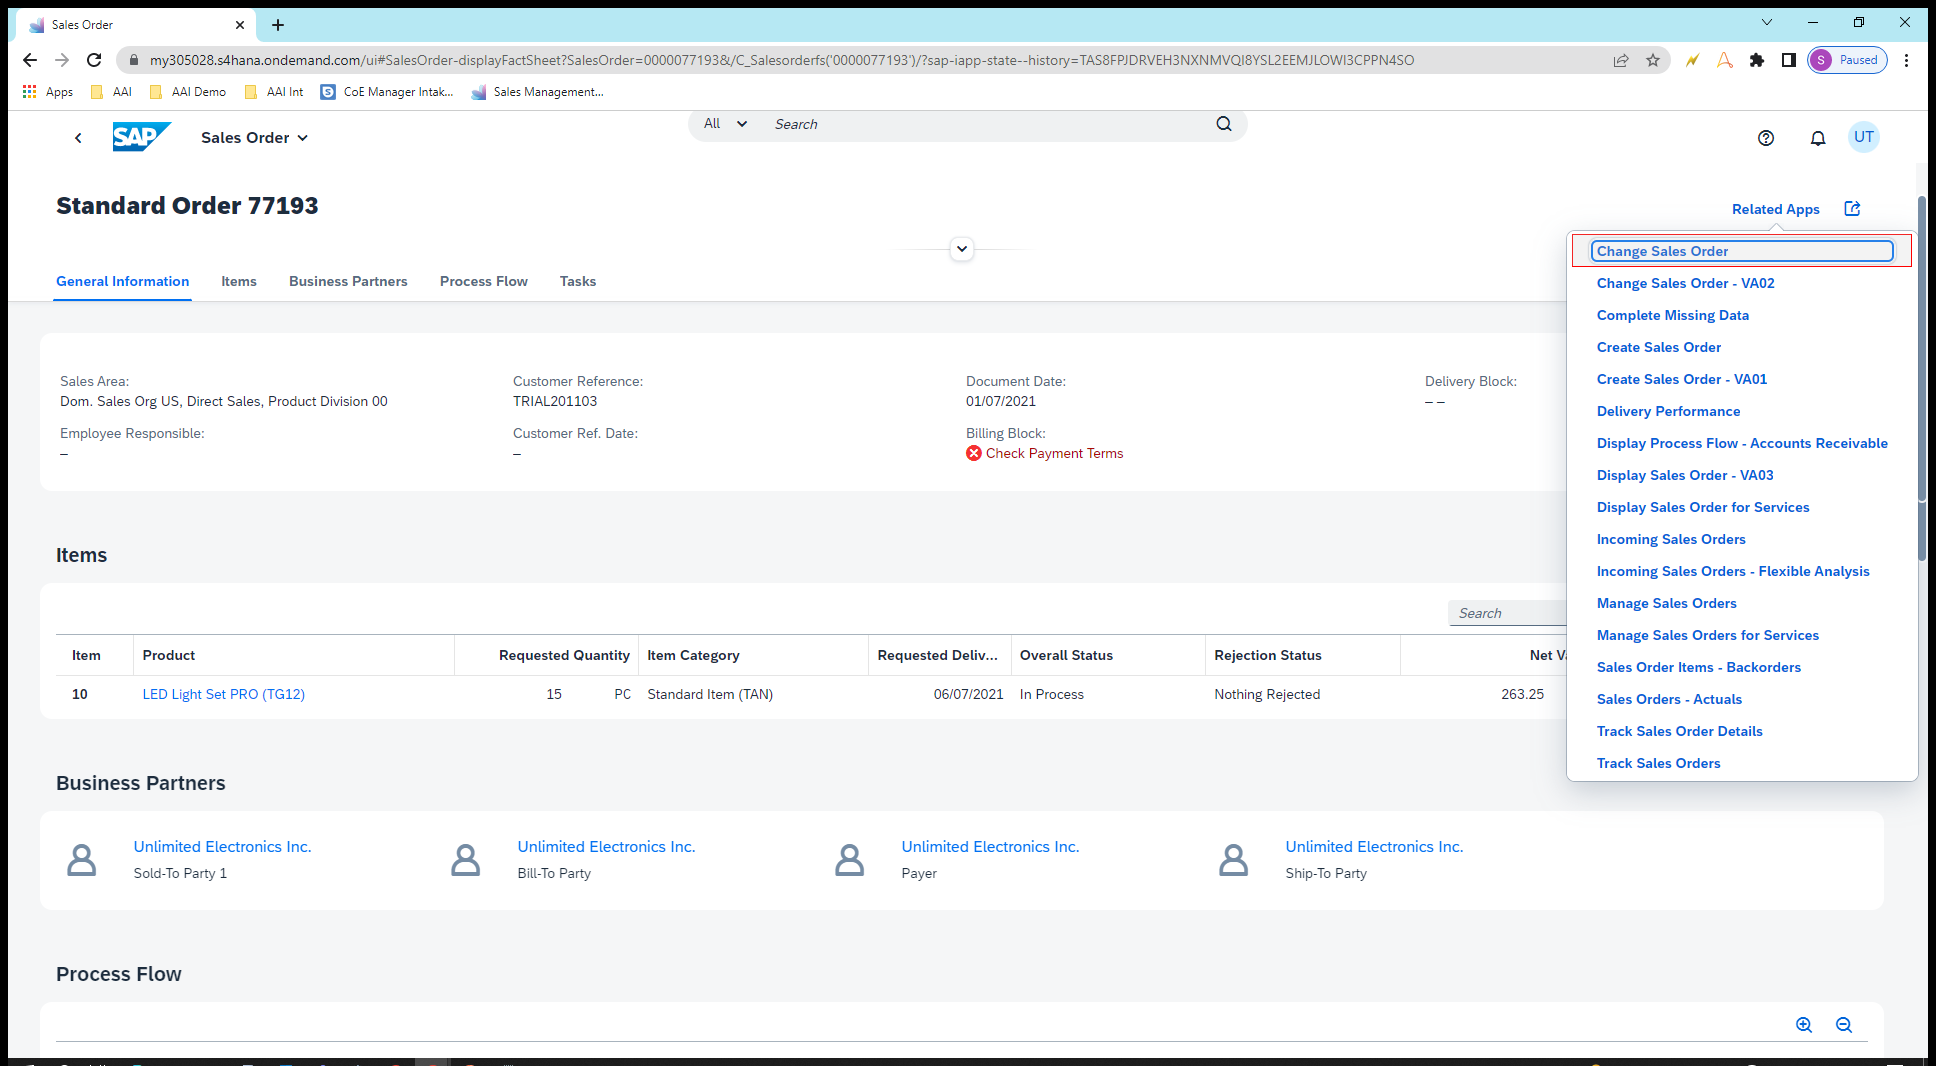 Sales Order
my305028.s4hana.ondemand.com/ui#SalesOrder-displayFactSheet?SalesOrder=0000077193&/C_Salesorderfs('0000077193')/?sap-iapp-state--history=TAS8FPJDRVEH3NXNMVQI8YSL2EEMJLOWI3CPPN4SO
S Paused
Apps AAI AAI Demo AAI Int CoE Manager Intak... Sales Management...
SAP Sales Order All Search UT
Standard Order 77193
Related Apps
Change Sales Order
Change Sales Order - VA02
Complete Missing Data
Create Sales Order
Create Sales Order - VA01
Delivery Performance
Display Process Flow - Accounts Receivable
Display Sales Order - VA03
Display Sales Order for Services
Incoming Sales Orders
Incoming Sales Orders - Flexible Analysis
Manage Sales Orders
Manage Sales Orders for Services
Sales Order Items - Backorders
Sales Orders - Actuals
Track Sales Order Details
Track Sales Orders
General Information Items Business Partners Process Flow Tasks
Sales Area: Customer Reference: Document Date: Delivery Block:
Dom. Sales Org US, Direct Sales, Product Division 00 TRIAL201103 01/07/2021 – –
Employee Responsible: Customer Ref. Date: Billing Block:
– – Check Payment Terms
Items
Search
Item Product Requested Quantity Item Category Requested Deliv... Overall Status Rejection Status Net
10 LED Light Set PRO (TG12) 15 PC Standard Item (TAN) 06/07/2021 In Process Nothing Rejected 263.25
Business Partners
Unlimited Electronics Inc. Unlimited Electronics Inc. Unlimited Electronics Inc. Unlimited Electronics Inc.
Sold-To Party 1 Bill-To Party Payer Ship-To Party
Process Flow